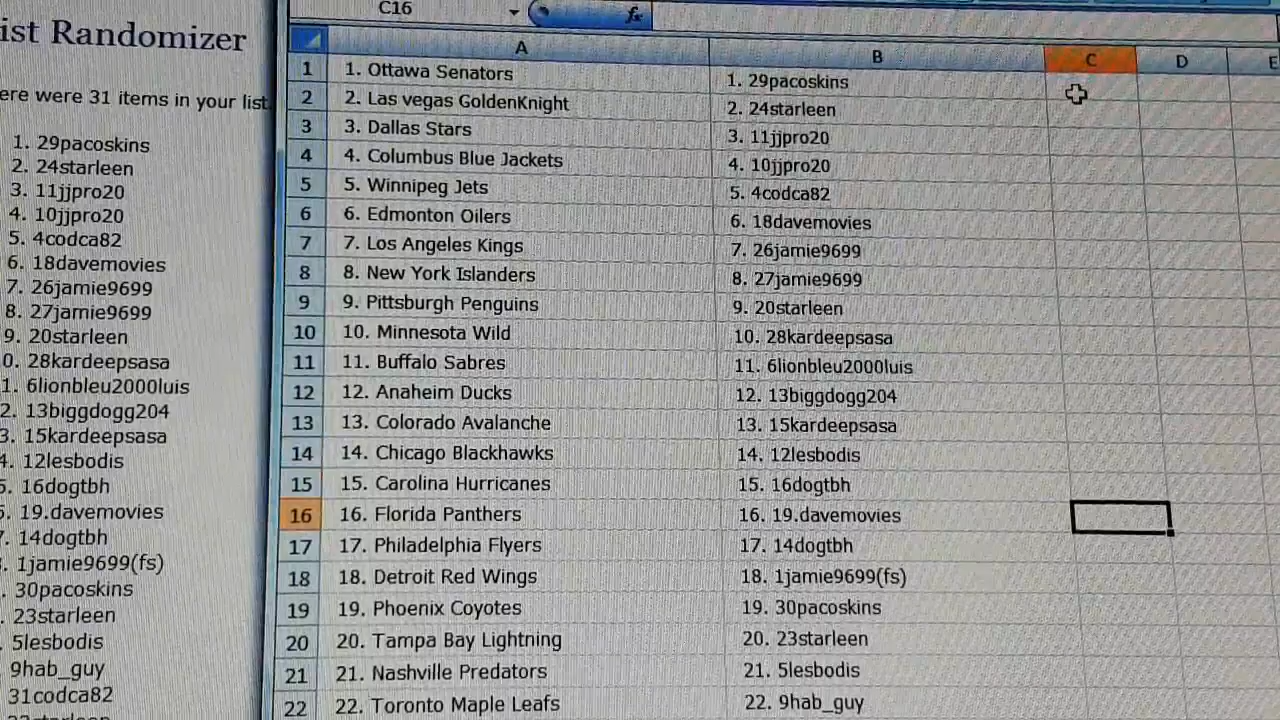 ist Randomizer
ere were 31 items in your list
1. 29pacoskins
2. 24starleen
3. 11jjpro20
4. 10jjpro20
5. 4codca82
6. 18davemovies
7. 26jamie9699
8. 27jamie9699
9. 20starleen
0. 28kardeepsasa
1. 6lionbleu2000luis
2. 13biggdogg204
3. 15kardeepsasa
4. 12lesbodis
5. 16dogtbh
6. 19.davemovies
7. 14dogtbh
. 1jamie9699(fs)
. 30pacoskins
. 23starleen
. 5lesbodis
9hab_guy
31codca82
C16 fx
A B C D E
1 1. Ottawa Senators 1. 29pacoskins
2 2. Las vegas GoldenKnight 2. 24starleen
3 3. Dallas Stars 3. 11jjpro20
4 4. Columbus Blue Jackets 4. 10jjpro20
5 5. Winnipeg Jets 5. 4codca82
6 6. Edmonton Oilers 6. 18davemovies
7 7. Los Angeles Kings 7. 26jamie9699
8 8. New York Islanders 8. 27jamie9699
9 9. Pittsburgh Penguins 9. 20starleen
10 10. Minnesota Wild 10. 28kardeepsasa
11 11. Buffalo Sabres 11. 6lionbleu2000luis
12 12. Anaheim Ducks 12. 13biggdogg204
13 13. Colorado Avalanche 13. 15kardeepsasa
14 14. Chicago Blackhawks 14. 12lesbodis
15 15. Carolina Hurricanes 15. 16dogtbh
16 16. Florida Panthers 16. 19.davemovies
17 17. Philadelphia Flyers 17. 14dogtbh
18 18. Detroit Red Wings 18. 1jamie9699(fs)
19 19. Phoenix Coyotes 19. 30pacoskins
20 20. Tampa Bay Lightning 20. 23starleen
21 21. Nashville Predators 21. 5lesbodis
22 22. Toronto Maple Leafs 22. 9hab_guy